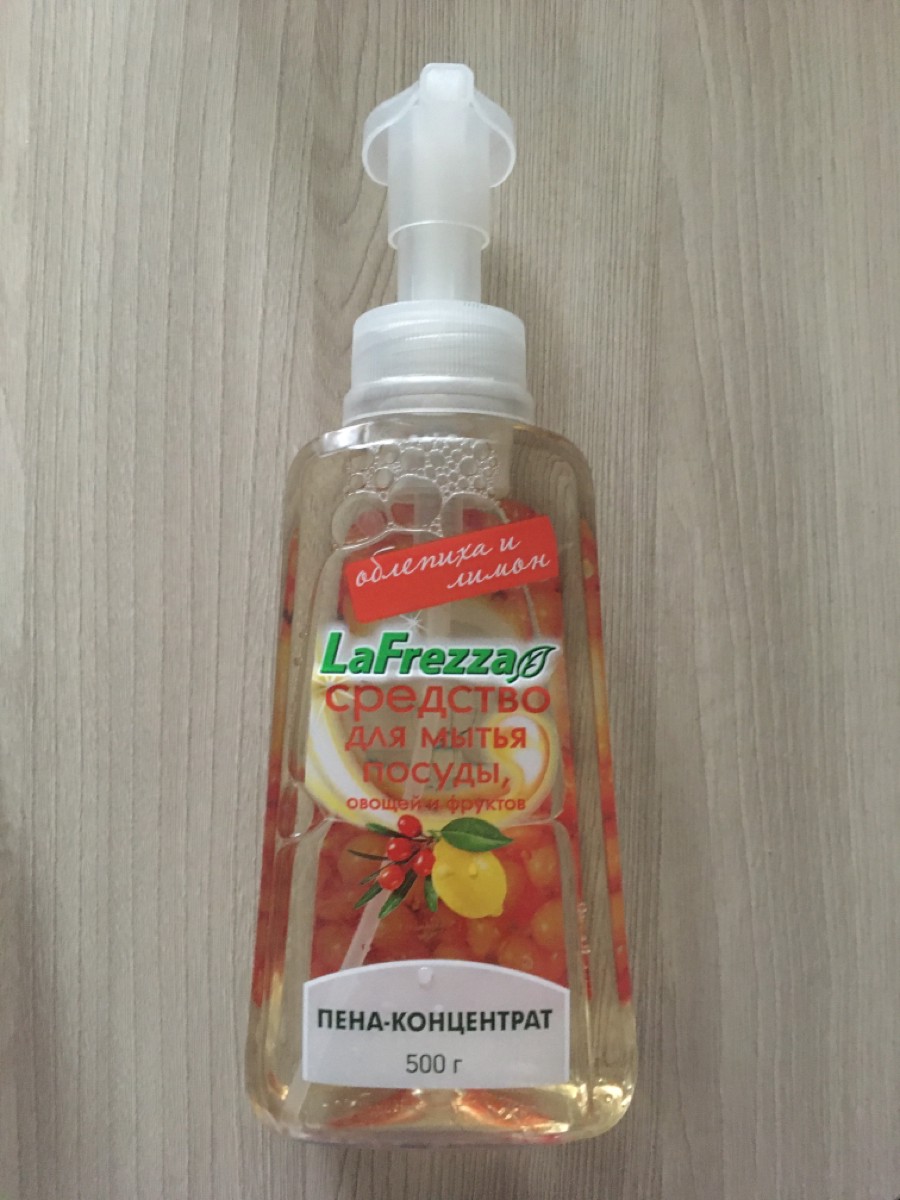 облепиха и
лимон
LaFrezza
средство
для мытья
посуды,
овощей и фруктов
ПЕНА-КОНЦЕНТРАТ
500 г